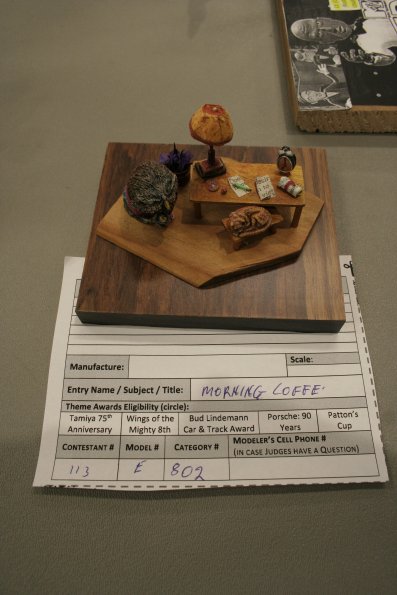 Manufacture:
Scale:
Entry Name / Subject / Title: MORNING COFFEE.
Theme Awards Eligibility (circle):
Tamiya 75th Anniversary
Wings of the Mighty 8th
Bud Lindemann Car & Track Award
Porsche: 90 Years
Patton's Cup
CONTESTANT # MODEL # CATEGORY # MODELER'S CELL PHONE #
(IN CASE JUDGES HAVE A QUESTION)
113 E 802